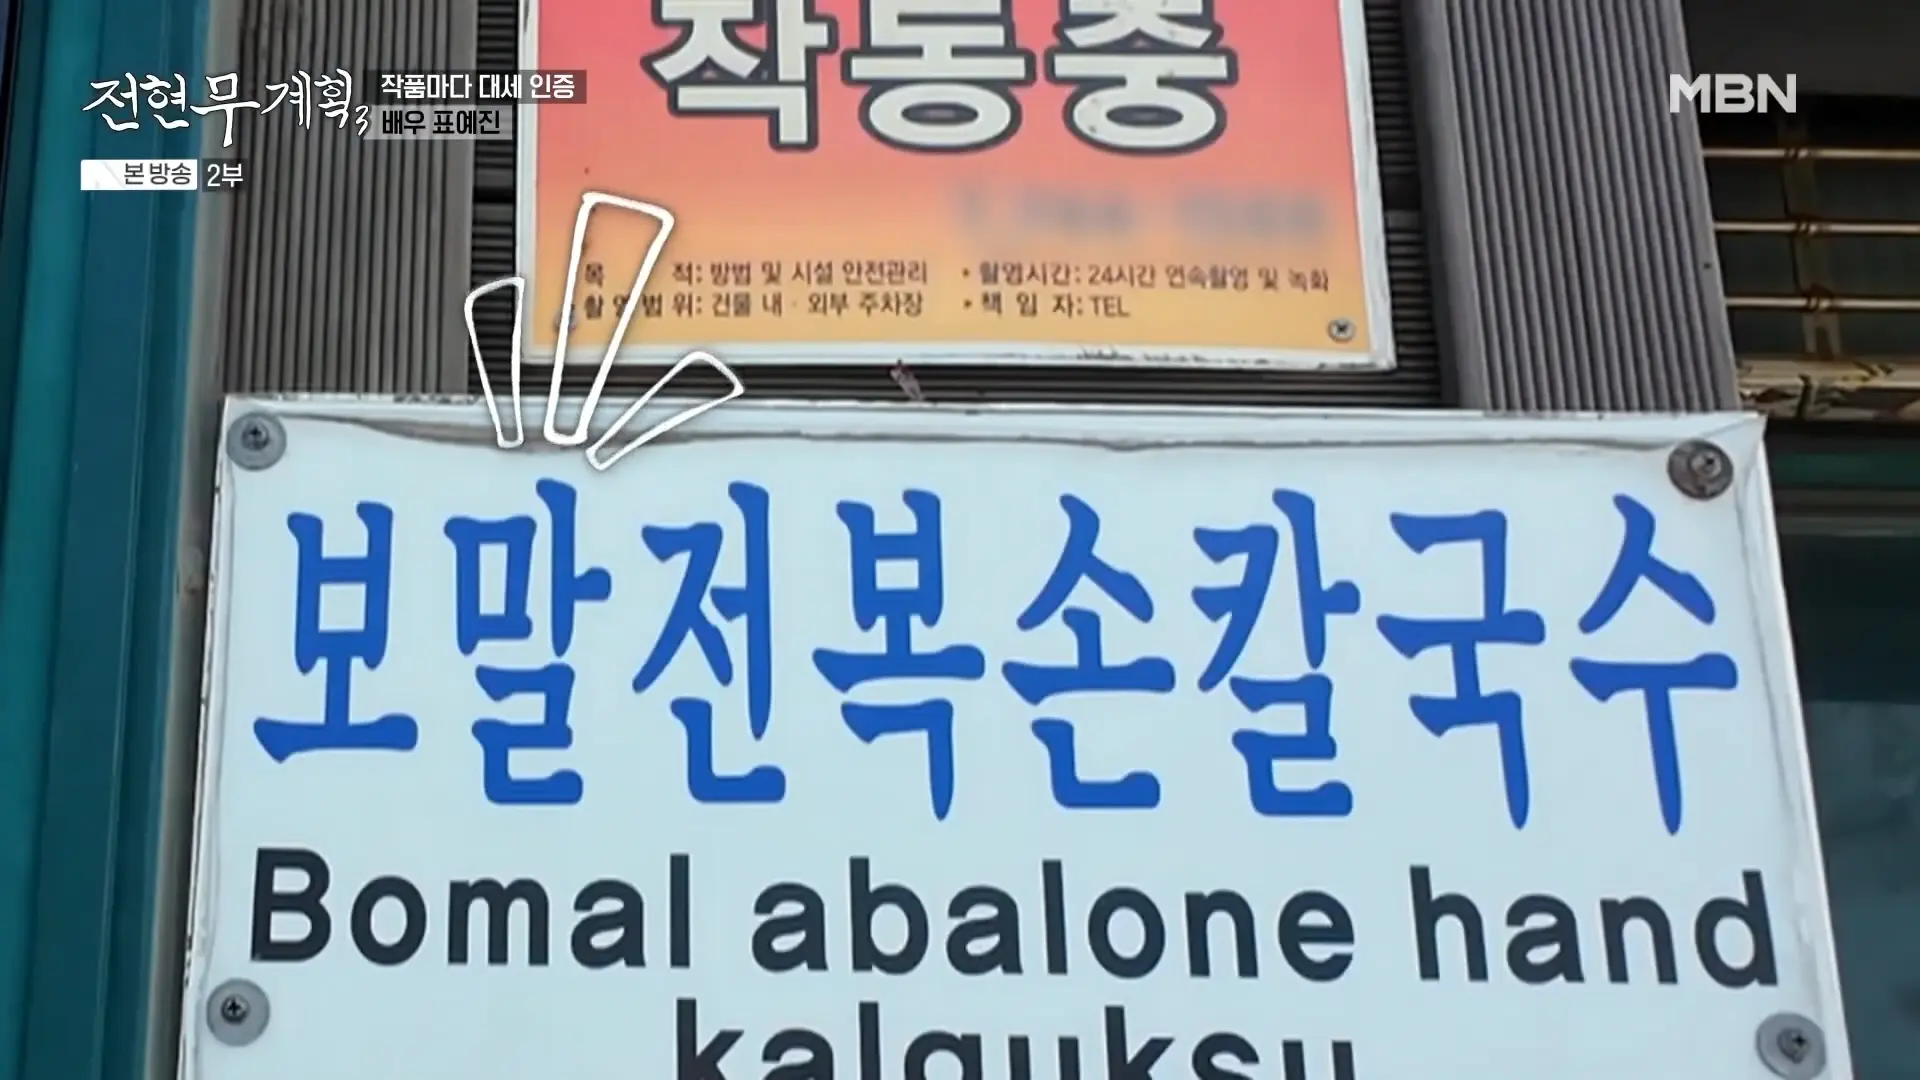 전현무계획3
작품마다 대세 인증
배우 표예진
본방송 2부
MBN
작동중
목 적: 방범 및 시설 안전관리
촬영범위: 건물 내·외부 주차장
• 촬영시간: 24시간 연속촬영 및 녹화
• 책임자: TEL
보말전복손칼국수
Bomal abalone hand
kalguksu